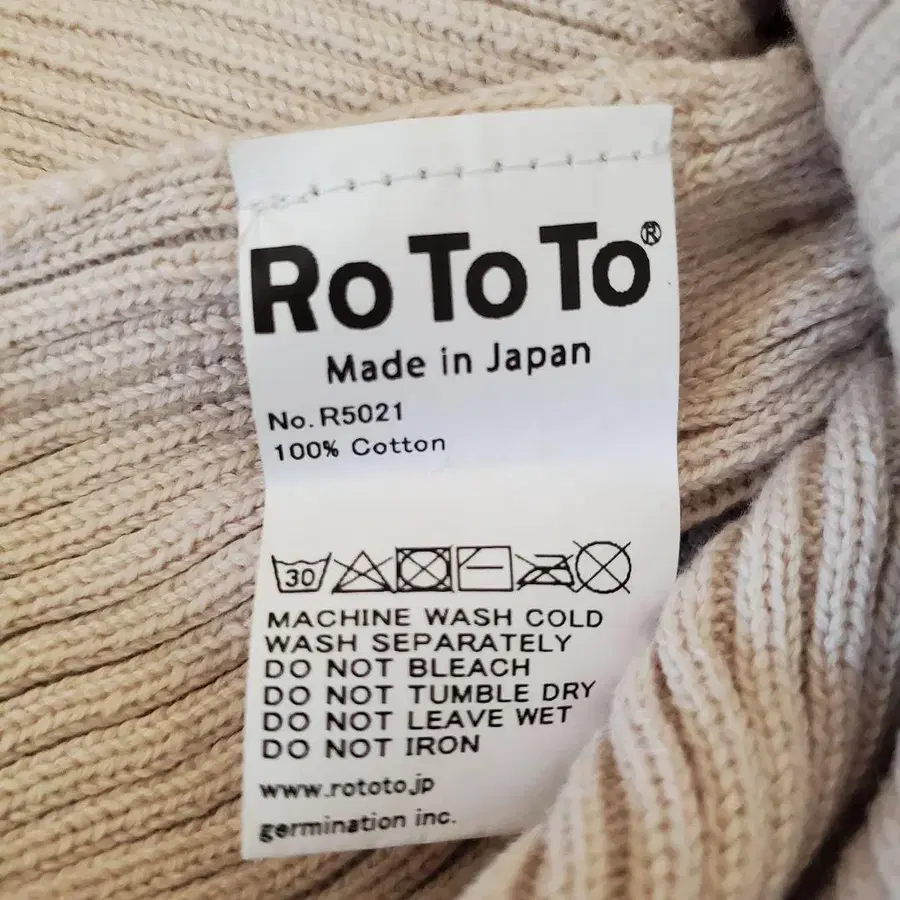 Ro To To®
Made in Japan
No. R5021
100% Cotton
30
MACHINE WASH COLD
WASH SEPARATELY
DO NOT BLEACH
DO NOT TUMBLE DRY
DO NOT LEAVE WET
DO NOT IRON
www.rototo.jp
germination inc.